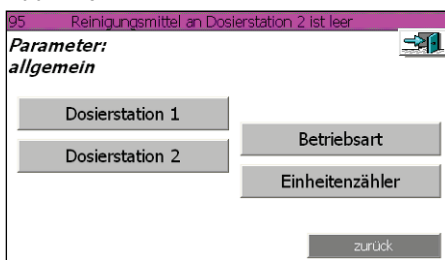 95 Reinigungsmittel an Dosierstation 2 ist leer
Parameter:
allgemein
Dosierstation 1
Dosierstation 2
Betriebsart
Einheitenzähler
zurück